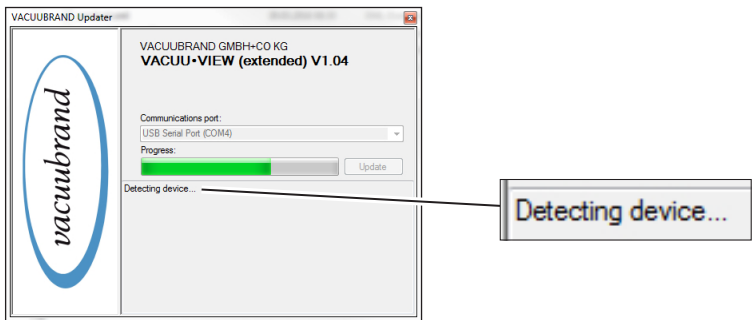 VACUUBRAND Updater
vacuubrand
VACUUBRAND GMBH+CO KG
VACUU•VIEW (extended) V1.04
Communications port:
USB Serial Port (COM4)
Progress:
Update
Detecting device...
Detecting device...